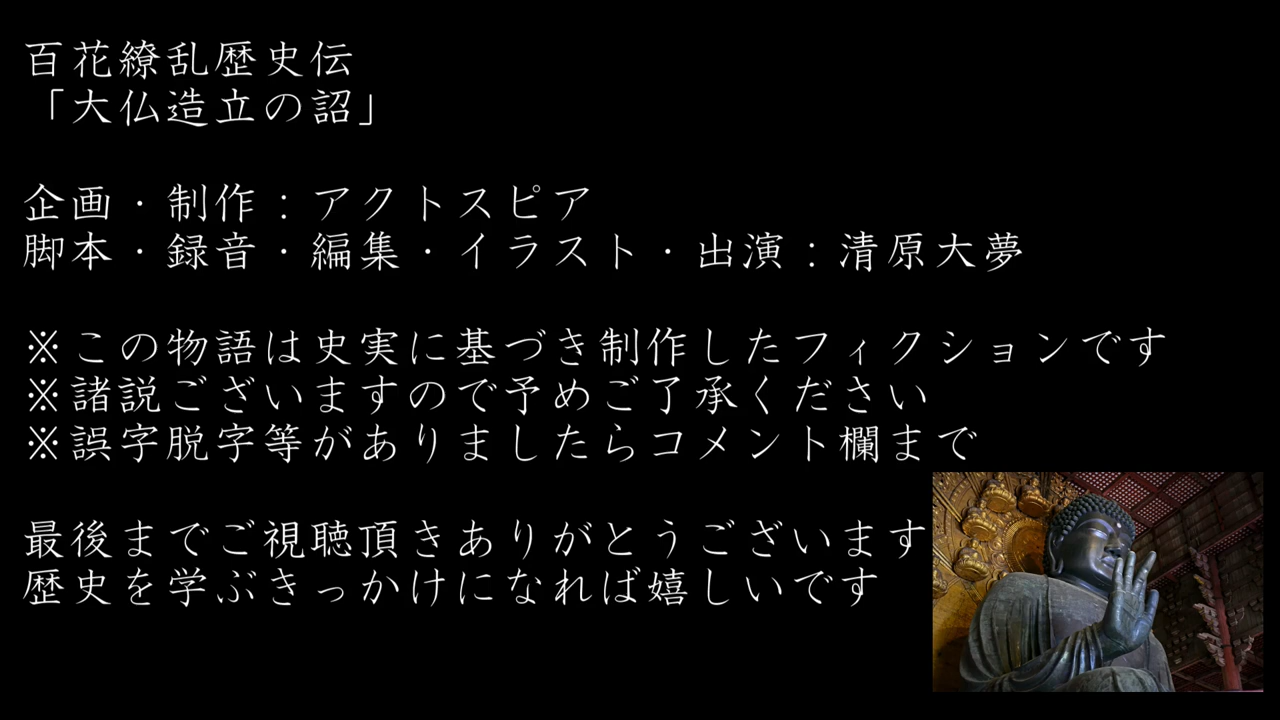 百花繚乱歴史伝
「大仏造立の詔」
企画・制作：アクトスピア
脚本・録音・編集・イラスト・出演：清原大夢
※この物語は史実に基づき制作したフィクションです
※諸説ございますので予めご了承ください
※誤字脱字等がありましたらコメント欄まで
最後までご視聴頂きありがとうございます
歴史を学ぶきっかけになれば嬉しいです